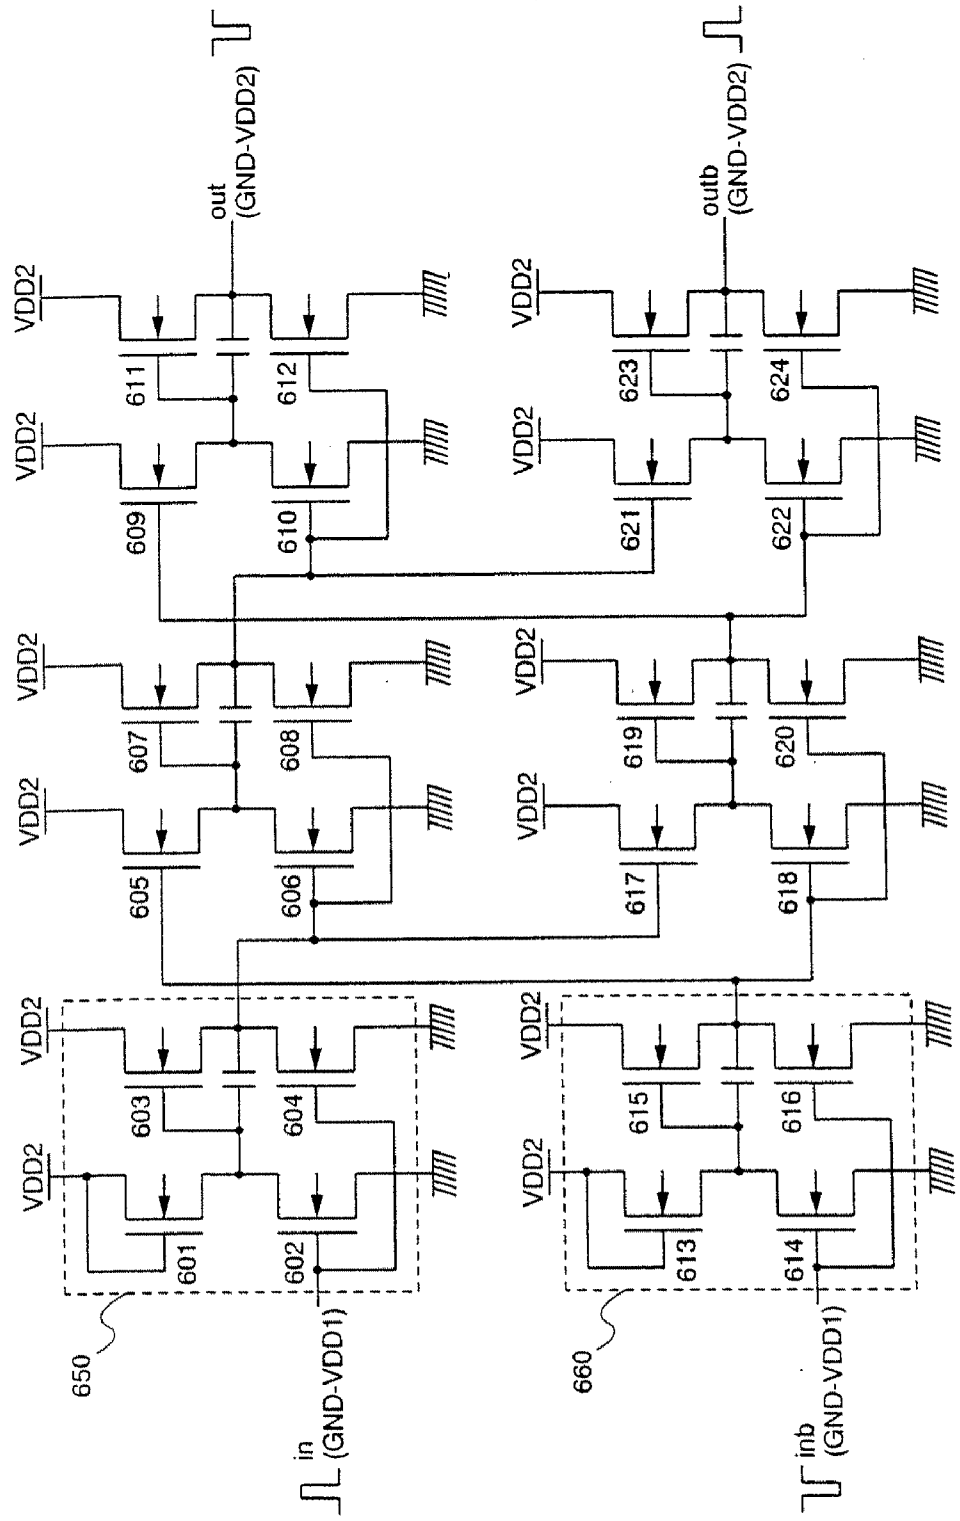 650
in
(GND-VDD1)
VDD2
VDD2
601
602
603
604
VDD2
VDD2
605
606
607
608
VDD2
VDD2
609
610
611
612
out
(GND-VDD2)
660
inb
(GND-VDD1)
VDD2
VDD2
613
614
615
616
VDD2
VDD2
617
618
619
620
VDD2
VDD2
621
622
623
624
outb
(GND-VDD2)